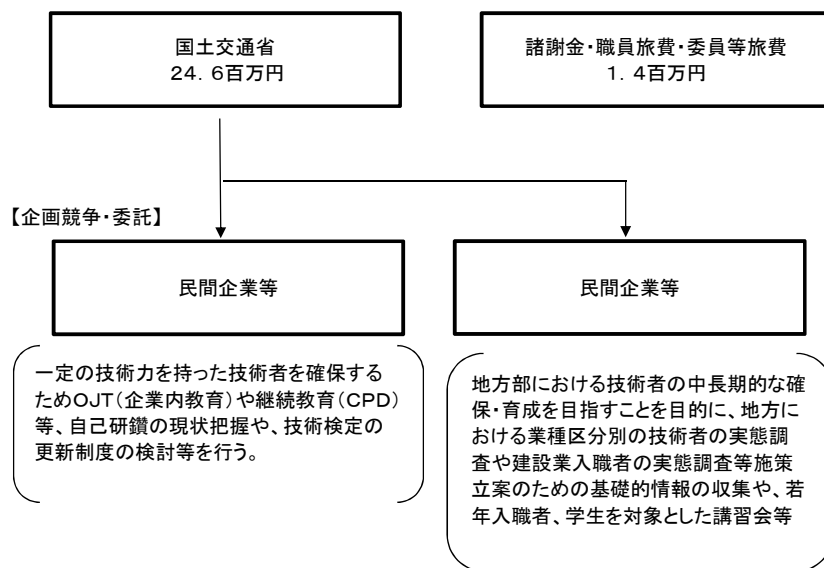 国土交通省
24．6百万円
諸謝金・職員旅費・委員等旅費
1．4百万円
【企画競争・委託】
民間企業等
民間企業等
一定の技術力を持った技術者を確保する
ためOJT（企業内教育）や継続教育（CPD）
等、自己研鑽の現状把握や、技術検定の
更新制度の検討等を行う。
地方部における技術者の中長期的な確
保・育成を目指すことを目的に、地方に
おける業種区分別の技術者の実態調
査や建設業入職者の実態調査等施策
立案のための基礎的情報の収集や、若
年入職者、学生を対象とした講習会等